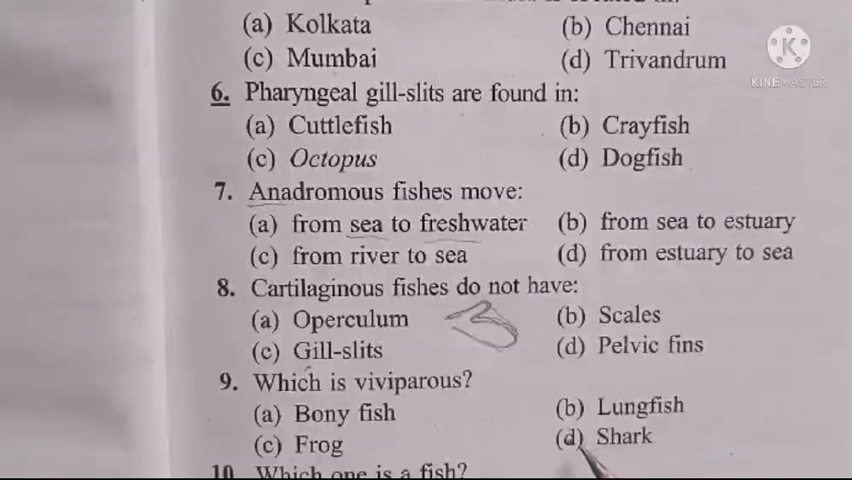 (a) Kolkata (b) Chennai
(c) Mumbai (d) Trivandrum
K
KINEMASTER
6. Pharyngeal gill-slits are found in:
(a) Cuttlefish (b) Crayfish
(c) Octopus (d) Dogfish
7. Anadromous fishes move:
(a) from sea to freshwater (b) from sea to estuary
(c) from river to sea (d) from estuary to sea
8. Cartilaginous fishes do not have:
(a) Operculum (b) Scales
(c) Gill-slits (d) Pelvic fins
9. Which is viviparous?
(a) Bony fish (b) Lungfish
(c) Frog (d) Shark
10. Which one is a fish?